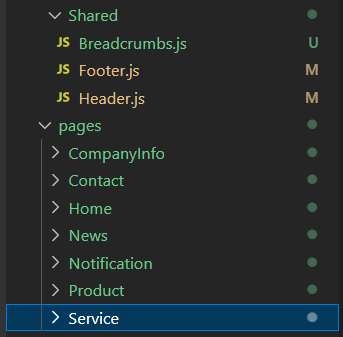 Shared
JS Breadcrumbs.js U
JS Footer.js M
JS Header.js M
pages
CompanyInfo
Contact
Home
News
Notification
Product
Service